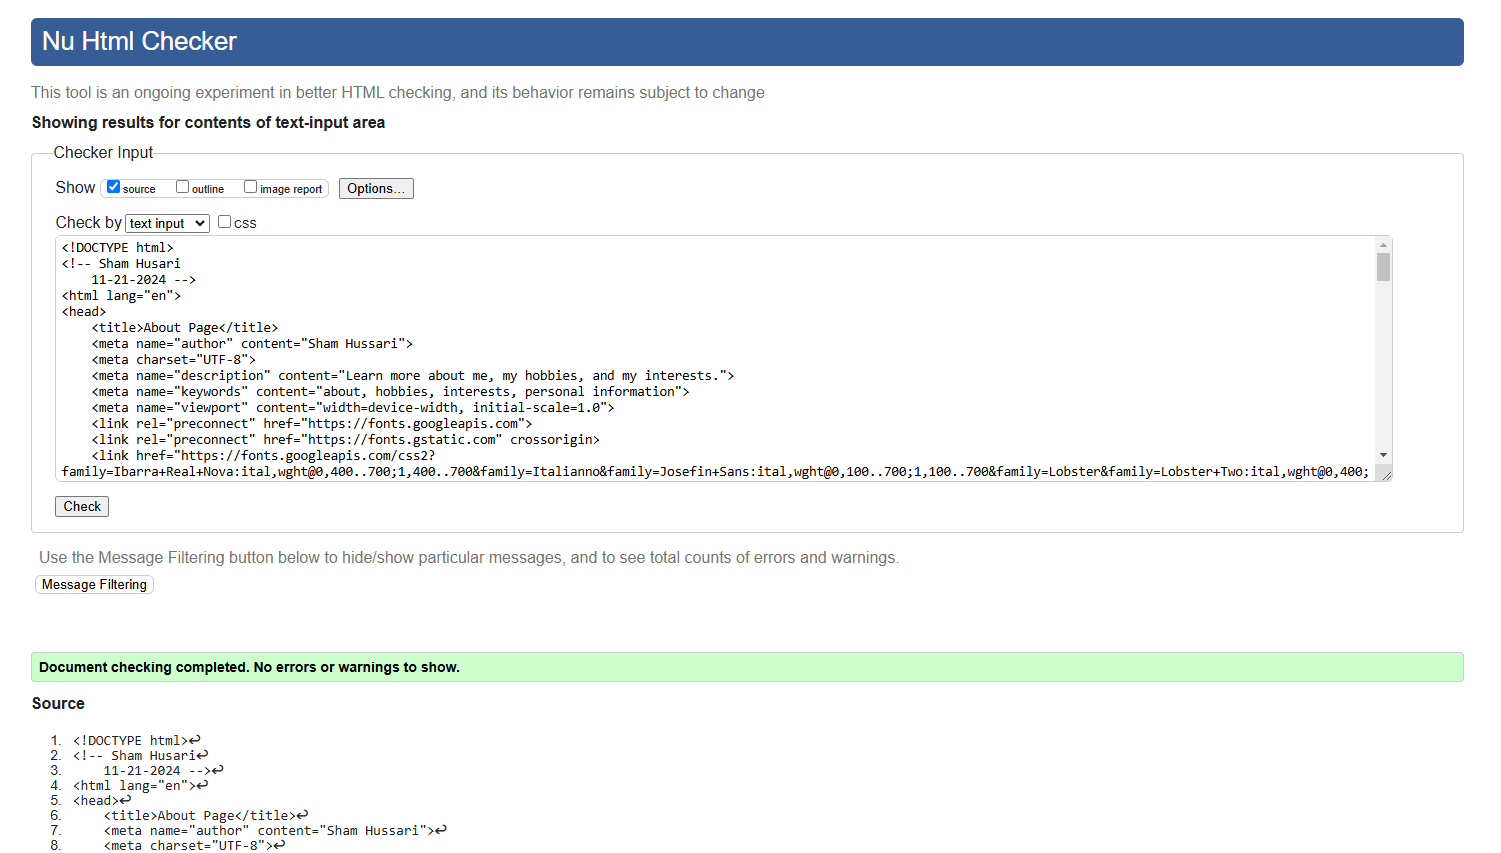 Nu Html Checker
This tool is an ongoing experiment in better HTML checking, and its behavior remains subject to change
Showing results for contents of text-input area
Checker Input
Show source outline image report Options...
Check by text input css
<!DOCTYPE html>
<!-- Sham Husari
    11-21-2024 -->
<html lang="en">
<head>
    <title>About Page</title>
    <meta name="author" content="Sham Hussari">
    <meta charset="UTF-8">
    <meta name="description" content="Learn more about me, my hobbies, and my interests.">
    <meta name="keywords" content="about, hobbies, interests, personal information">
    <meta name="viewport" content="width=device-width, initial-scale=1.0">
    <link rel="preconnect" href="https://fonts.googleapis.com">
    <link rel="preconnect" href="https://fonts.gstatic.com" crossorigin>
    <link href="https://fonts.googleapis.com/css2?
family=Ibarra+Real+Nova:ital,wght@0,400..700;1,400..700&family=Italianno&family=Josefin+Sans:ital,wght@0,100..700;1,100..700&family=Lobster&family=Lobster+Two:ital,wght@0,400;
Check
Use the Message Filtering button below to hide/show particular messages, and to see total counts of errors and warnings.
Message Filtering
Document checking completed. No errors or warnings to show.
Source
1. <!DOCTYPE html>↩
2. <!-- Sham Husari↩
3.     11-21-2024 -->↩
4. <html lang="en">↩
5. <head>↩
6.     <title>About Page</title>↩
7.     <meta name="author" content="Sham Hussari">↩
8.     <meta charset="UTF-8">↩